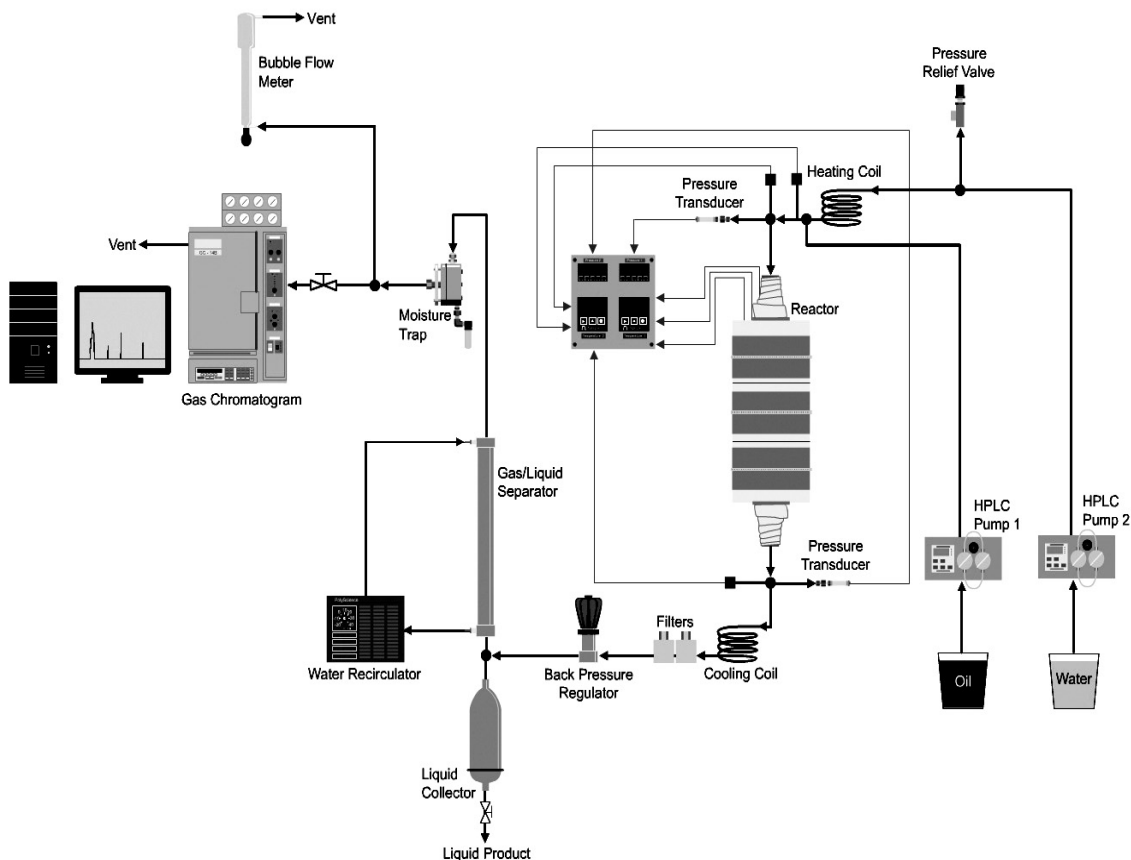 Vent
Bubble Flow
Meter
Pressure
Relief Valve
Heating Coil
Pressure
Transducer
Vent
Moisture
Trap
Reactor
Gas Chromatogram
Gas/Liquid
Separator
HPLC
Pump 1
HPLC
Pump 2
Pressure
Transducer
Filters
Water Recirculator
Back Pressure
Regulator
Cooling Coil
Oil
Water
Liquid
Collector
Liquid Product